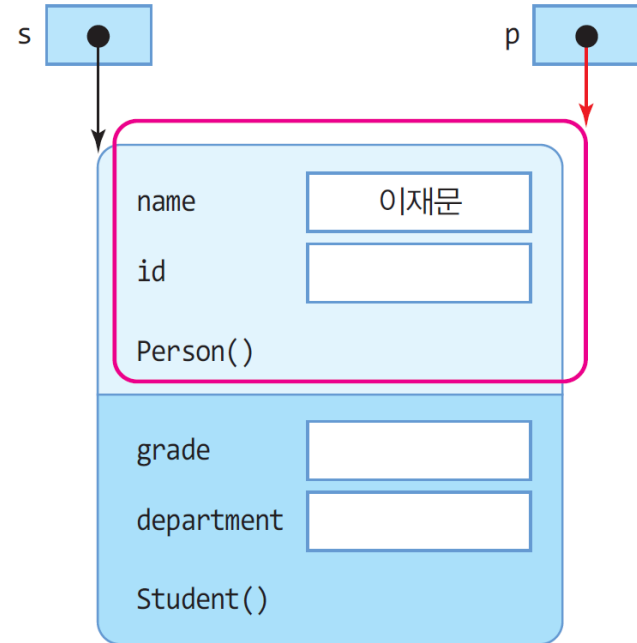 s
p
name 이재문
id
Person()
grade
department
Student()